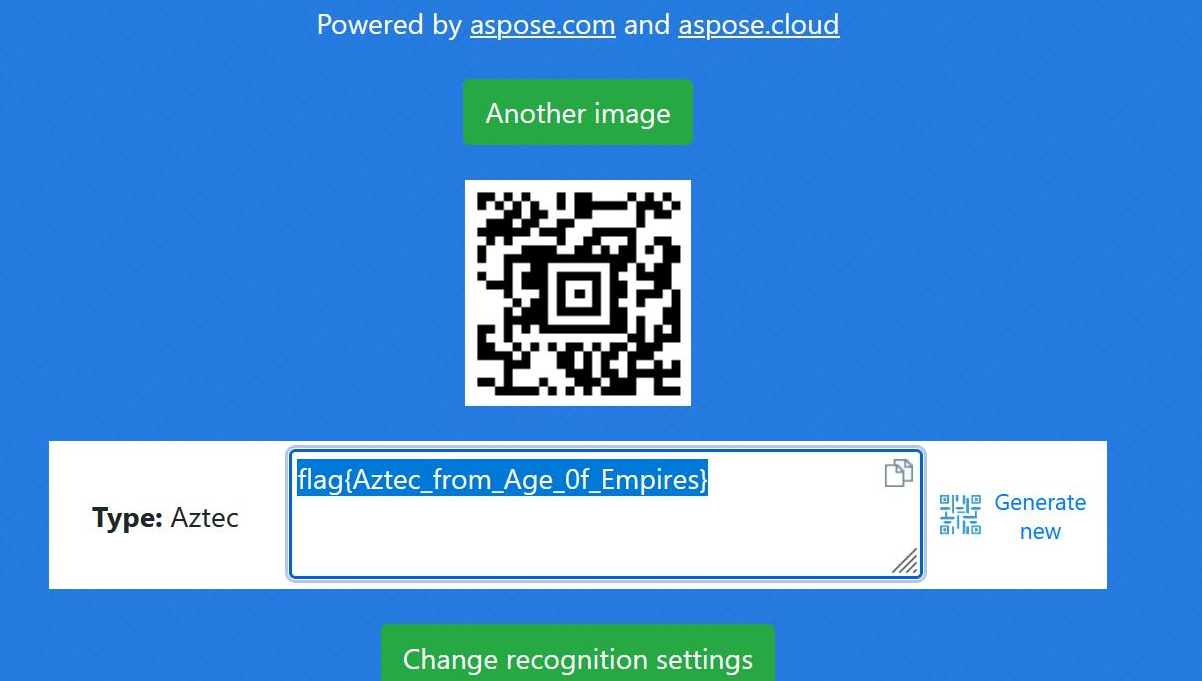 Powered by aspose.com and aspose.cloud
Another image
Type: Aztec
flag{Aztec_from_Age_0f_Empires}
Generate
new
Change recognition settings